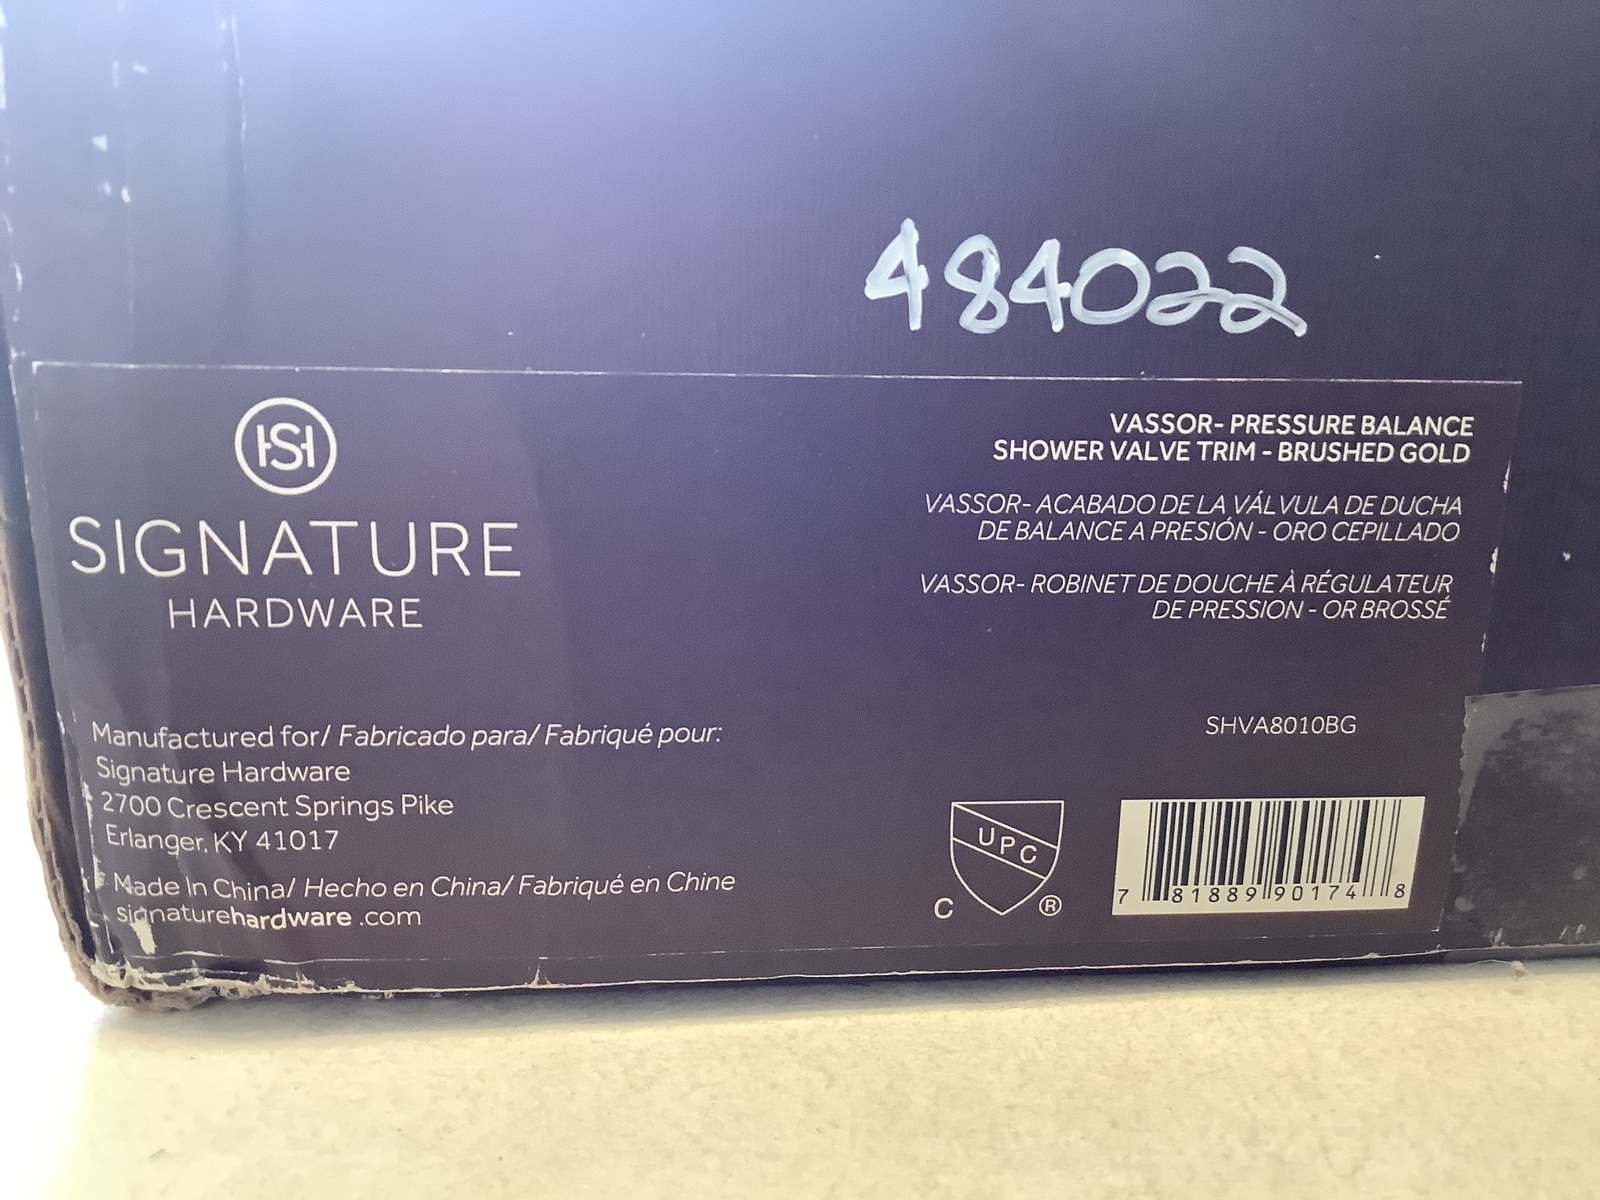 484022
HS
SIGNATURE
HARDWARE
VASSOR- PRESSURE BALANCE
SHOWER VALVE TRIM - BRUSHED GOLD
VASSOR- ACABADO DE LA VÁLVULA DE DUCHA
DE BALANCE A PRESIÓN - ORO CEPILLADO
VASSOR- ROBINET DE DOUCHE À RÉGULATEUR
DE PRESSION - OR BROSSÉ
Manufactured for/ Fabricado para/ Fabriqué pour:
Signature Hardware
2700 Crescent Springs Pike
Erlanger, KY 41017
Made In China/ Hecho en China/ Fabriqué en Chine
signaturehardware .com
SHVA8010BG
UPC
C ®
7 81889 90174 8